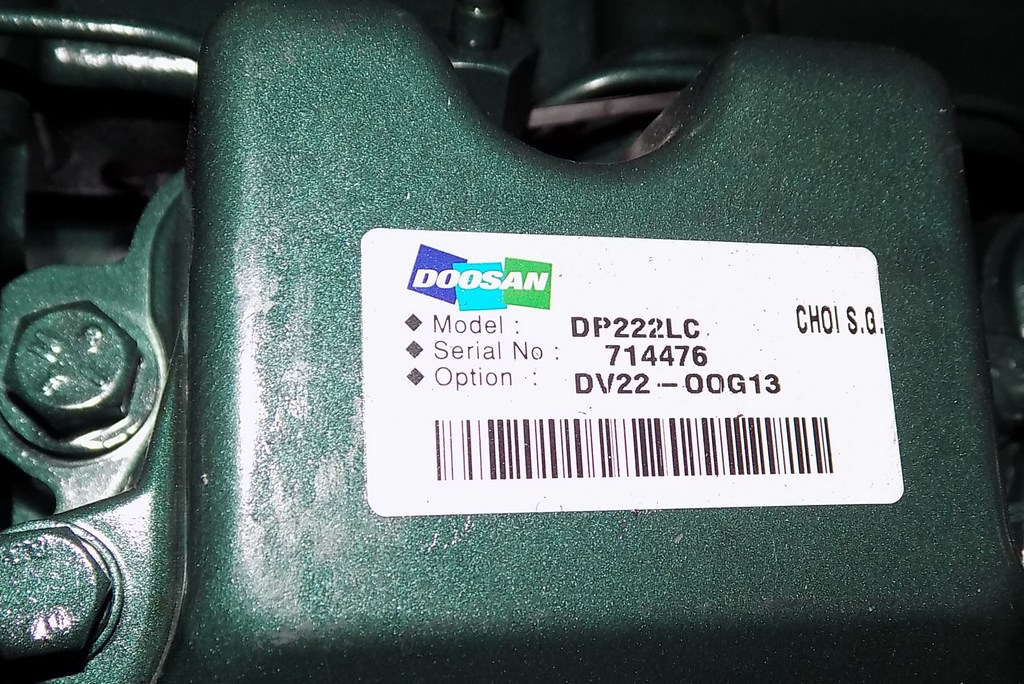 DOOSAN
◆ Model : DP222LC CHOI S.G.
◆ Serial No : 714476
◆ Option : DV22-00G13